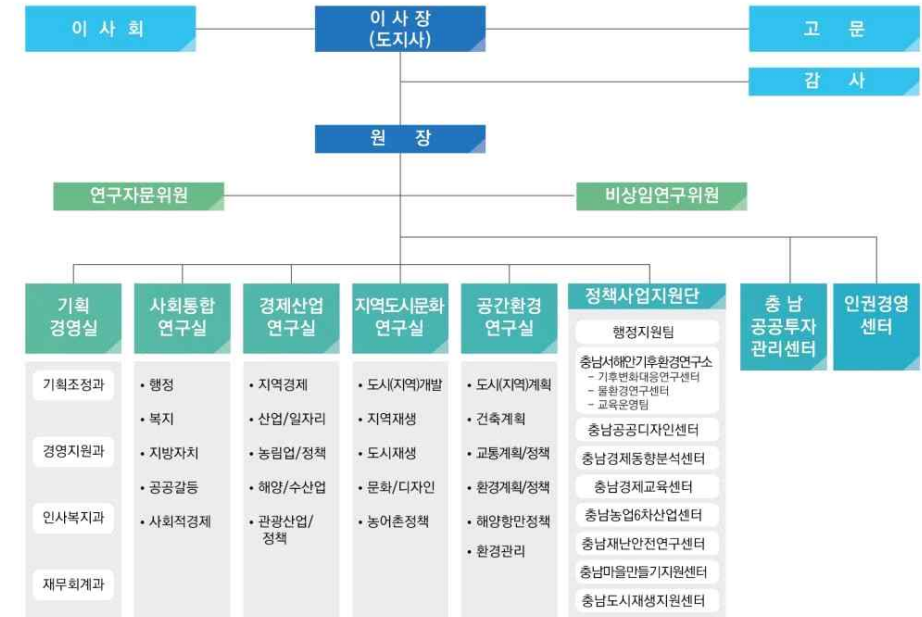 이 사 회
이 사 장
(도지사)
고 문
감 사
원 장
연구자문위원
비상임연구위원
기획
경영실
기획조정과
경영지원과
인사복지과
재무회계과
사회통합
연구실
• 행정
• 복지
• 지방자치
• 공공갈등
• 사회적경제
경제산업
연구실
• 지역경제
• 산업/일자리
• 농림업/정책
• 해양/수산업
• 관광산업/
정책
지역도시문화
연구실
• 도시(지역)개발
• 지역재생
• 도시재생
• 문화/디자인
• 농어촌정책
공간환경
연구실
• 도시(지역)계획
• 건축계획
• 교통계획/정책
• 환경계획/정책
• 해양항만정책
• 환경관리
정책사업지원단
행정지원팀
충남서해안기후환경연구소
– 기후변화대응연구센터
– 물환경연구센터
– 교육운영팀
충남공공디자인센터
충남경제동향분석센터
충남경제교육센터
충남농업6차산업센터
충남재난안전연구센터
충남마을만들기지원센터
충남도시재생지원센터
충 남
공공투자
관리센터
인권경영
센터